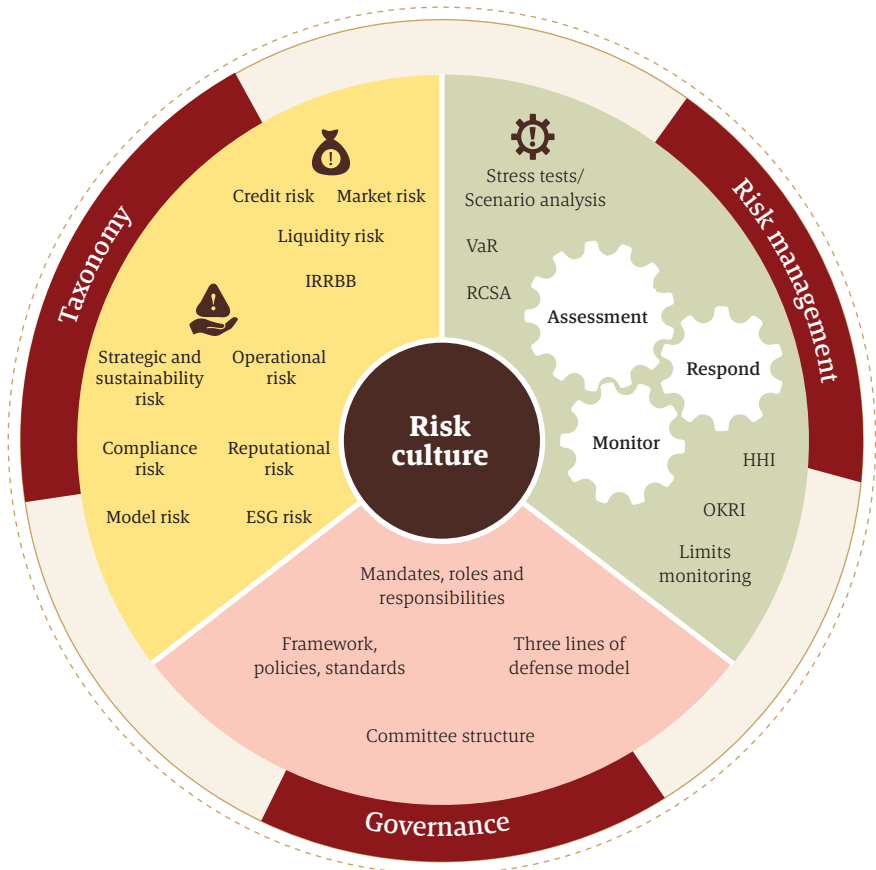 Taxonomy
Credit risk
Market risk
Liquidity risk
IRRBB
Strategic and
sustainability
risk
Operational
risk
Compliance
risk
Reputational
risk
Model risk
ESG risk
Risk management
Stress tests/
Scenario analysis
VaR
RCSA
Assessment
Respond
Monitor
HHI
OKRI
Limits
monitoring
Risk
culture
Mandates, roles and
responsibilities
Framework,
policies, standards
Three lines of
defense model
Committee structure
Governance